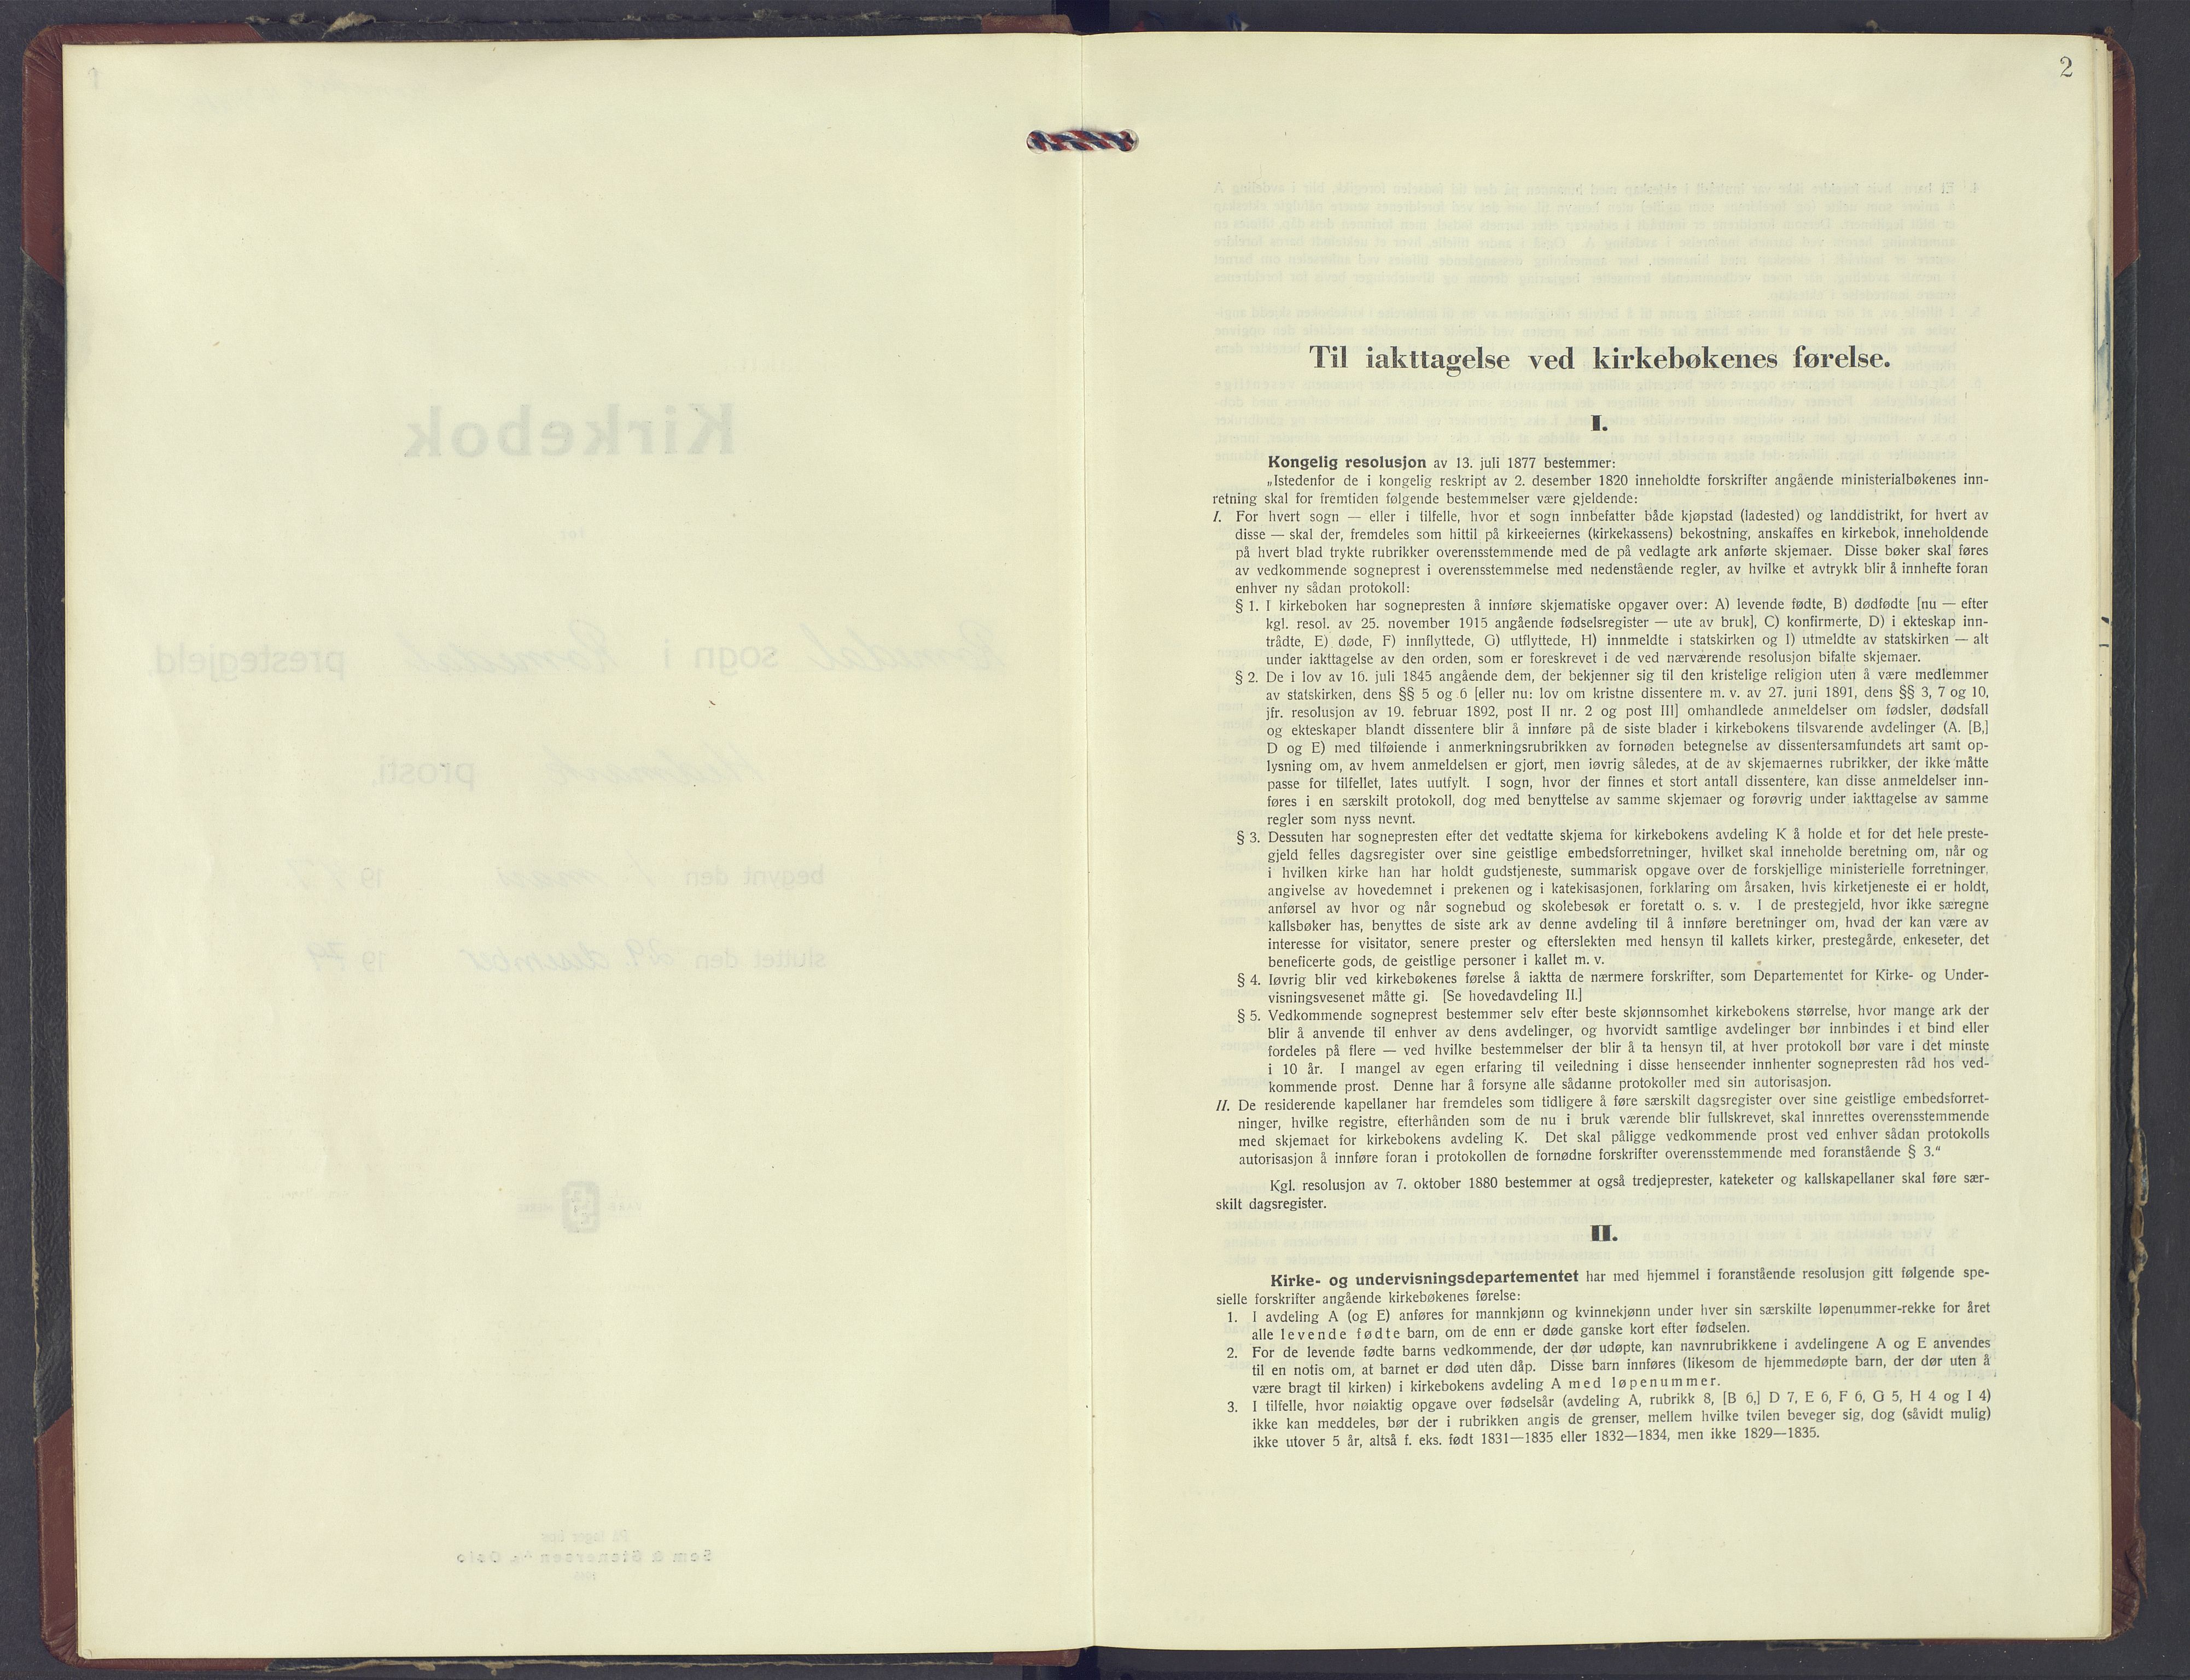 2
Til iakttagelse ved kirkebøkenes førelse.
I.
Kongelig resolusjon av 13. juli 1877 bestemmer:
„Istedenfor de i kongelig reskript av 2. desember 1820 inneholdte forskrifter angående ministerialbøkenes inn-
retning skal for fremtiden følgende bestemmelser være gjeldende:
I. For hvert sogn — eller i tilfelle, hvor et sogn innbefatter både kjøpstad (ladested) og landdistrikt, for hvert av
disse — skal der, fremdeles som hittil på kirkeeiernes (kirkekassens) bekostning, anskaffes en kirkebok, inneholdende
på hvert blad trykte rubrikker overensstemmende med de på vedlagte ark anførte skjemaer. Disse bøker skal føres
av vedkommende sogneprest i overensstemmelse med nedenstående regler, av hvilke et avtrykk blir å innhefte foran
enhver ny sådan protokoll:
§ 1. I kirkeboken har sognepresten å innføre skjematiske opgaver over: A) levende fødte, B) dødfødte [nu — efter
kgl. resol. av 25. november 1915 angående fødselsregister — ute av bruk], C) konfirmerte, D) i ekteskap inn-
trådte, E) døde, F) innflyttede, G) utflyttede, H) innmeldte i statskirken og I) utmeldte av statskirken — alt
under iakttagelse av den orden, som er foreskrevet i de ved nærværende resolusjon bifalte skjemaer.
§ 2. De i lov av 16. juli 1845 angående dem, der bekjenner sig til den kristelige religion uten å være medlemmer
av statskirken, dens §§ 5 og 6 [eller nu: lov om kristne dissentere m. v. av 27. juni 1891, dens §§ 3, 7 og 10,
jfr. resolusjon av 19. februar 1892, post II nr. 2 og post III] omhandlede anmeldelser om fødsler, dødsfall
og ekteskaper blandt dissentere blir å innføre på de siste blader i kirkebokens tilsvarende avdelinger (A. [B,]
D og E) med tilføiende i anmerkningsrubrikken av fornøden betegnelse av dissentersamfundets art samt op-
lysning om, av hvem anmeldelsen er gjort, men iøvrig således, at de av skjemaernes rubrikker, der ikke måtte
passe for tilfellet, lates uutfylt. I sogn, hvor der finnes et stort antall dissentere, kan disse anmeldelser inn-
føres i en særskilt protokoll, dog med benyttelse av samme skjemaer og forøvrig under iakttagelse av samme
regler som nyss nevnt.
§ 3. Dessuten har sognepresten efter det vedtatte skjema for kirkebokens avdeling K å holde et for det hele preste-
gjeld felles dagsregister over sine geistlige embedsforretninger, hvilket skal inneholde beretning om, når og
i hvilken kirke han har holdt gudstjeneste, summarisk opgave over de forskjellige ministerielle forretninger,
angivelse av hovedemnet i prekenen og i katekisasjonen, forklaring om årsaken, hvis kirketjeneste ei er holdt,
anførsel av hvor og når sognebud og skolebesøk er foretatt o. s. v. I de prestegjeld, hvor ikke særegne
kallsbøker has, benyttes de siste ark av denne avdeling til å innføre beretninger om, hvad der kan være av
interesse for visitator, senere prester og efterslekten med hensyn til kallets kirker, prestegårde, enkeseter, det
beneficerte gods, de geistlige personer i kallet m. v.
§ 4. Iøvrig blir ved kirkebøkenes førelse å iaktta de nærmere forskrifter, som Departementet for Kirke- og Under-
visningsvesenet måtte gi. [Se hovedavdeling II.]
§ 5. Vedkommende sogneprest bestemmer selv efter beste skjønnsomhet kirkebokens størrelse, hvor mange ark der
blir å anvende til enhver av dens avdelinger, og hvorvidt samtlige avdelinger bør innbindes i et bind eller
fordeles på flere — ved hvilke bestemmelser der blir å ta hensyn til, at hver protokoll bør vare i det minste
i 10 år. I mangel av egen erfaring til veiledning i disse henseender innhenter sognepresten råd hos ved-
kommende prost. Denne har å forsyne alle sådanne protokoller med sin autorisasjon.
II. De residerende kapellaner har fremdeles som tidligere å føre særskilt dagsregister over sine geistlige embedsforret-
ninger, hvilke registre, efterhånden som de nu i bruk værende blir fullskrevet, skal innrettes overensstemmende
med skjemaet for kirkebokens avdeling K. Det skal påligge vedkommende prost ved enhver sådan protokolls
autorisasjon å innføre foran i protokollen de fornødne forskrifter overensstemmende med foranstående § 3.“
Kgl. resolusjon av 7. oktober 1880 bestemmer at også tredjeprester, kateketer og kallskapellaner skal føre sær-
skilt dagsregister.
II.
Kirke- og undervisningsdepartementet har med hjemmel i foranstående resolusjon gitt følgende spe-
sielle forskrifter angående kirkebøkenes førelse:
1. I avdeling A (og E) anføres for mannkjønn og kvinnekjønn under hver sin særskilte løpenummer-rekke for året
alle levende fødte barn, om de enn er døde ganske kort efter fødselen.
2. For de levende fødte barns vedkommende, der dør udøpte, kan navnrubrikkene i avdelingene A og E anvendes
til en notis om, at barnet er død uten dåp. Disse barn innføres (likesom de hjemmedøpte barn, der dør uten å
være bragt til kirken) i kirkebokens avdeling A med løpenummer.
3. I tilfelle, hvor nøiaktig opgave over fødselsår (avdeling A, rubrikk 8, [B 6,] D 7, E 6, F 6, G 5, H 4 og I 4)
ikke kan meddeles, bør der i rubrikken angis de grenser, mellem hvilke tvilen beveger sig, dog (såvidt mulig)
ikke utover 5 år, altså f. eks. født 1831—1835 eller 1832—1834, men ikke 1829—1835.